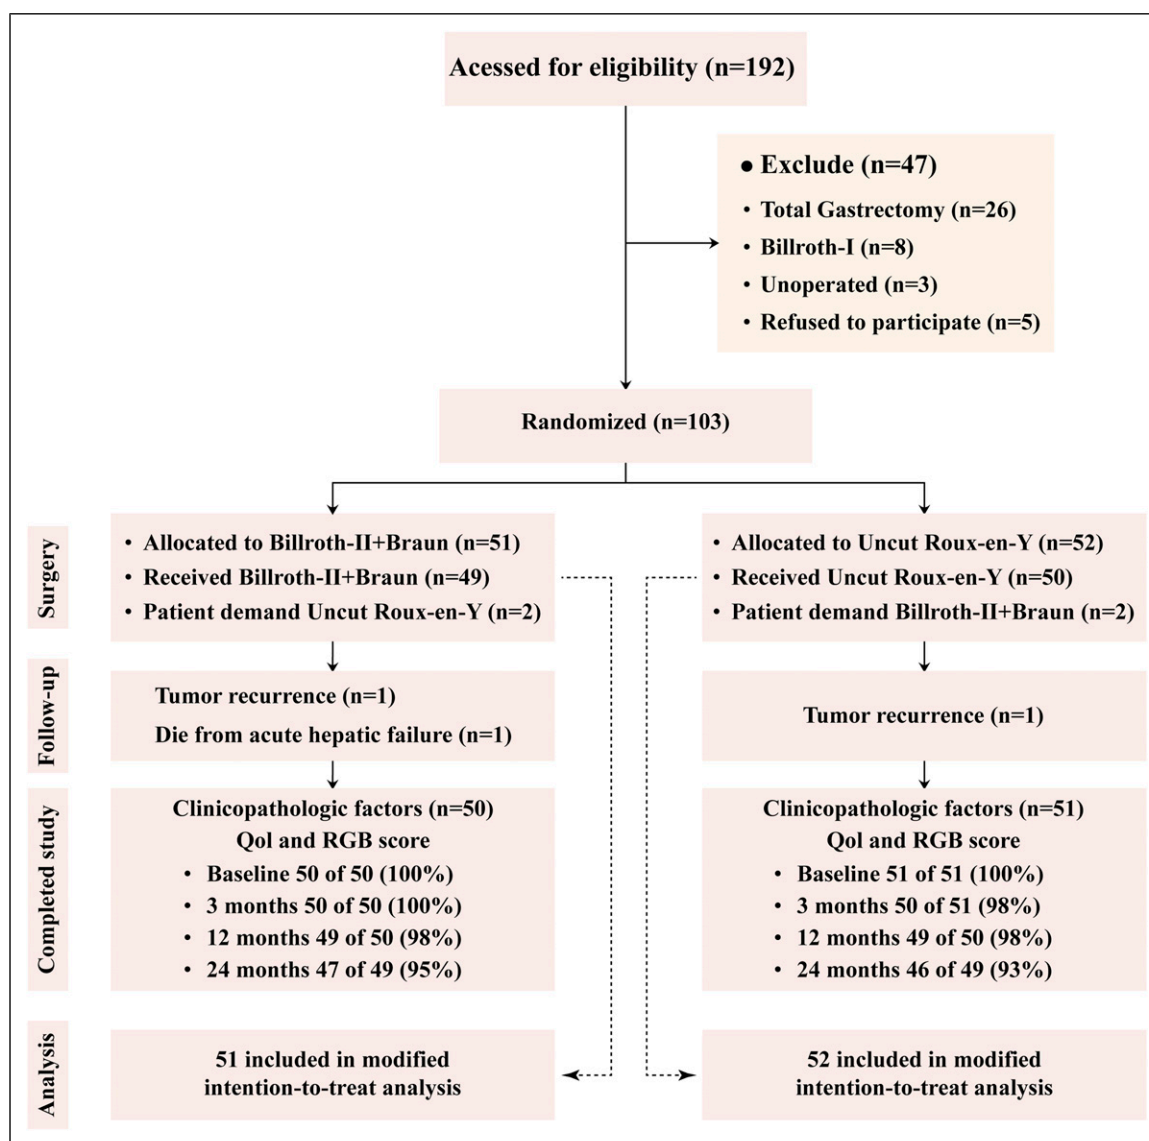 Acessed for eligibility (n=192)
● Exclude (n=47)
• Total Gastrectomy (n=26)
• Billroth-I (n=8)
• Unoperated (n=3)
• Refused to participate (n=5)
Randomized (n=103)
Surgery
• Allocated to Billroth-II+Braun (n=51)
• Received Billroth-II+Braun (n=49)
• Patient demand Uncut Roux-en-Y (n=2)
• Allocated to Uncut Roux-en-Y (n=52)
• Received Uncut Roux-en-Y (n=50)
• Patient demand Billroth-II+Braun (n=2)
Follow-up
Tumor recurrence (n=1)
Die from acute hepatic failure (n=1)
Tumor recurrence (n=1)
Completed study
Clinicopathologic factors (n=50)
Qol and RGB score
• Baseline 50 of 50 (100%)
• 3 months 50 of 50 (100%)
• 12 months 49 of 50 (98%)
• 24 months 47 of 49 (95%)
Clinicopathologic factors (n=51)
Qol and RGB score
• Baseline 51 of 51 (100%)
• 3 months 50 of 51 (98%)
• 12 months 49 of 50 (98%)
• 24 months 46 of 49 (93%)
Analysis
51 included in modified
intention-to-treat analysis
52 included in modified
intention-to-treat analysis